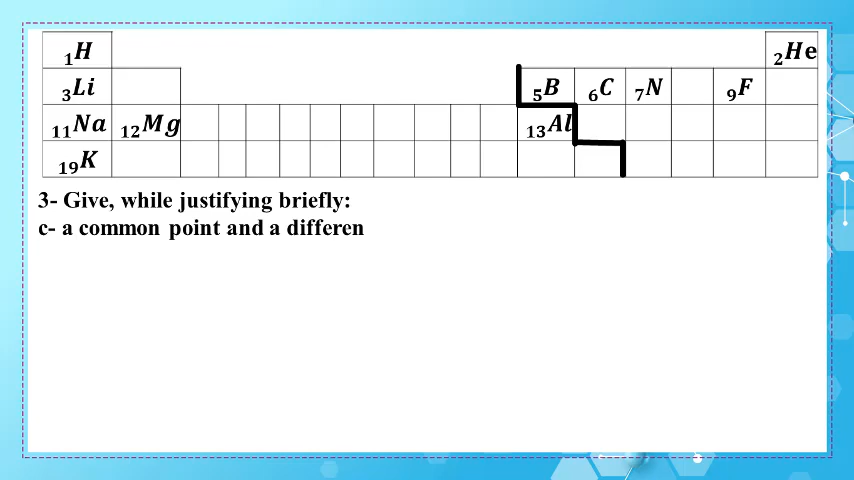 ₁H ₂He
₃Li ₅B ₆C ₇N ₉F
₁₁Na ₁₂Mg ₁₃Al
₁₉K
3- Give, while justifying briefly:
c- a common point and a differen